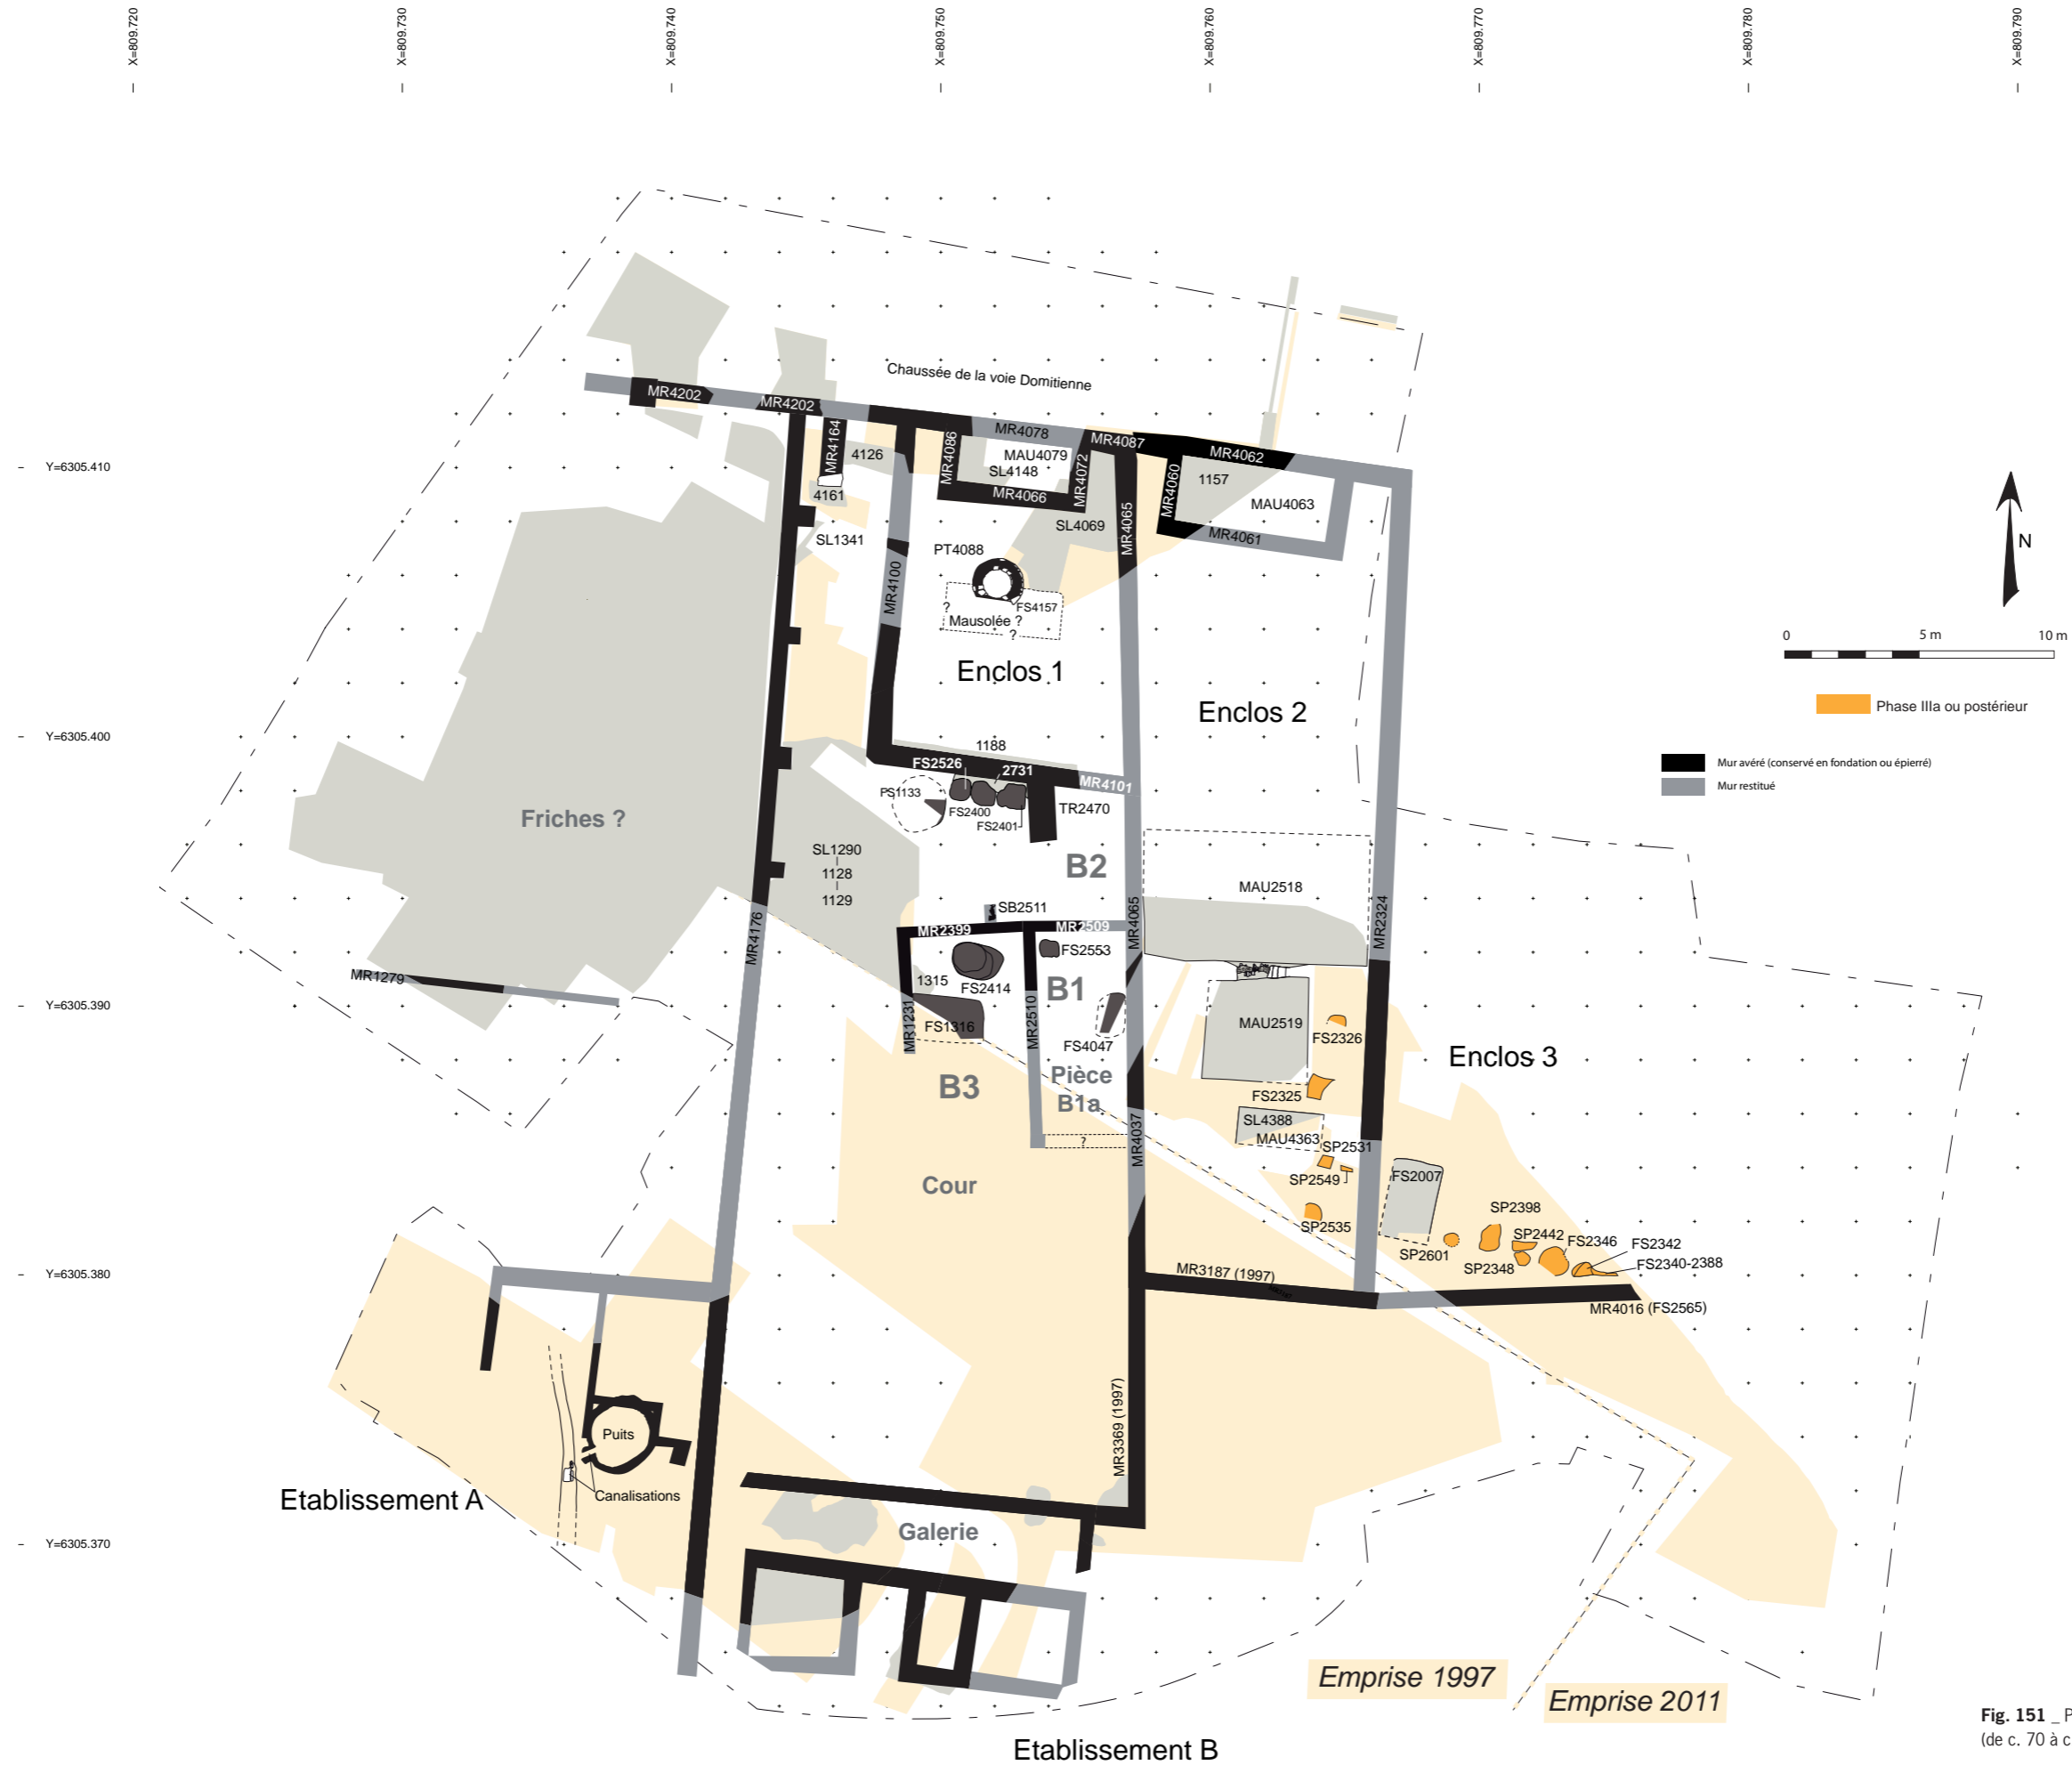 X=809.720
X=809.730
X=809.740
X=809.750
X=809.760
X=809.770
X=809.780
X=809.790
Chaussée de la voie Domitienne
MR4202
MR4202
MR4078
MR4087
MR4062
Y=6305.410
MR4164
4126
MR4086
MAU4079
SL4148
MR4072
MR4066
MR4060
1157
MAU4063
4161
SL4069
MR4065
MR4061
SL1341
PT4088
N
MR4100
FS4157
?
Mausolée ?
?
0
5 m
10 m
Enclos 1
Enclos 2
Phase IIIa ou postérieur
Y=6305.400
1188
Mur avéré (conservé en fondation ou épierré)
Mur restitué
FS2526
2731
MR4101
PS1133
FS2400
FS2401
TR2470
Friches ?
SL1290
1128
1129
B2
MAU2518
SB2511
MR4065
MR2324
MR4176
MR2399
MR2509
FS2553
MR1279
1315
FS2414
B1
Y=6305.390
MR1231
FS1316
MR2510
FS4047
MAU2519
FS2326
Enclos 3
Pièce
B1a
B3
FS2325
SL4388
MAU4363
SP2531
MR4037
?
SP2549
FS2007
Cour
SP2535
SP2398
SP2442
FS2346
FS2342
SP2601
SP2348
FS2340-2388
Y=6305.380
MR3187 (1997)
MR4016 (FS2565)
MR3369 (1997)
Puits
Canalisations
Etablissement A
Galerie
Y=6305.370
Emprise 1997
Emprise 2011
Fig. 151 _ P
(de c. 70 à c
Etablissement B